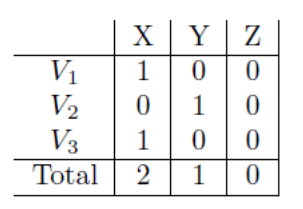 X Y Z
V₁ 1 0 0
V₂ 0 1 0
V₃ 1 0 0
Total 2 1 0